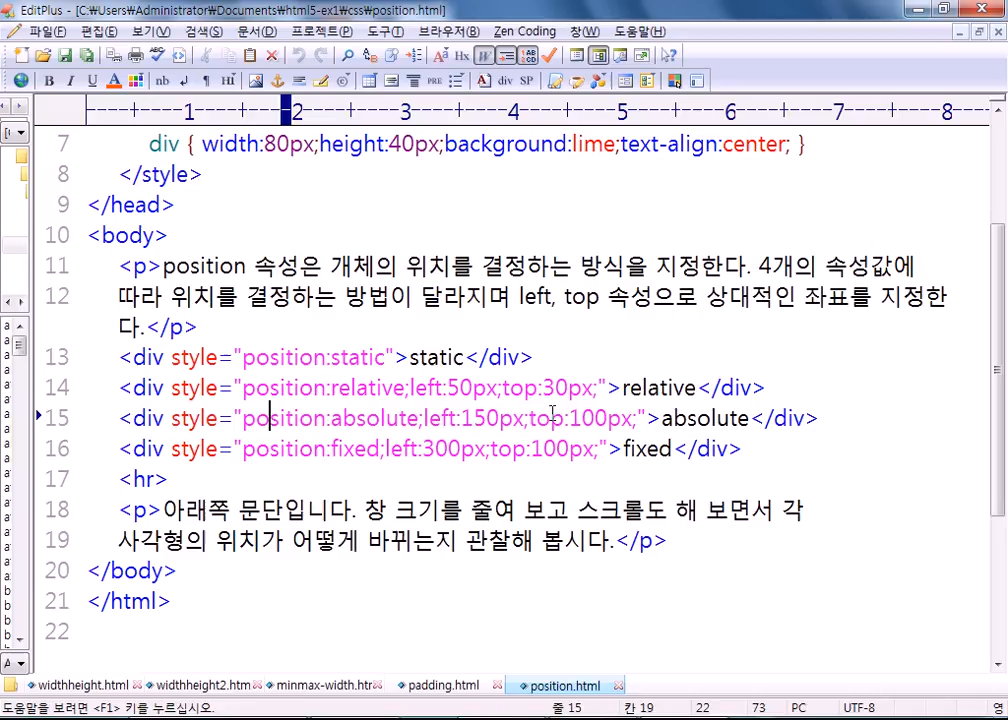 EditPlus - [C:₩Users₩Administrator₩Documents₩html5-ex1₩css₩position.html]
파일(F) 편집(E) 보기(V) 검색(S) 문서(D) 프로젝트(P) 도구(T) 브라우저(B) Zen Coding 창(W) 도움말(H)
----+----1----+----2----+----3----+----4----+----5----+----6----+----7----+----8
7 div { width:80px;height:40px;background:lime;text-align:center; }
8 </style>
9 </head>
10 <body>
11 <p>position 속성은 개체의 위치를 결정하는 방식을 지정한다. 4개의 속성값에
12 따라 위치를 결정하는 방법이 달라지며 left, top 속성으로 상대적인 좌표를 지정한
다.</p>
13 <div style="position:static">static</div>
14 <div style="position:relative;left:50px;top:30px;">relative</div>
15 <div style="position:absolute;left:150px;top:100px;">absolute</div>
16 <div style="position:fixed;left:300px;top:100px;">fixed</div>
17 <hr>
18 <p>아래쪽 문단입니다. 창 크기를 줄여 보고 스크롤도 해 보면서 각
19 사각형의 위치가 어떻게 바뀌는지 관찰해 봅시다.</p>
20 </body>
21 </html>
22
widthheight.html widthheight2.htm minmax-width.htr padding.html position.html
도움말을 보려면 <F1> 키를 누르십시오. 줄 15 칸 19 22 73 PC UTF-8